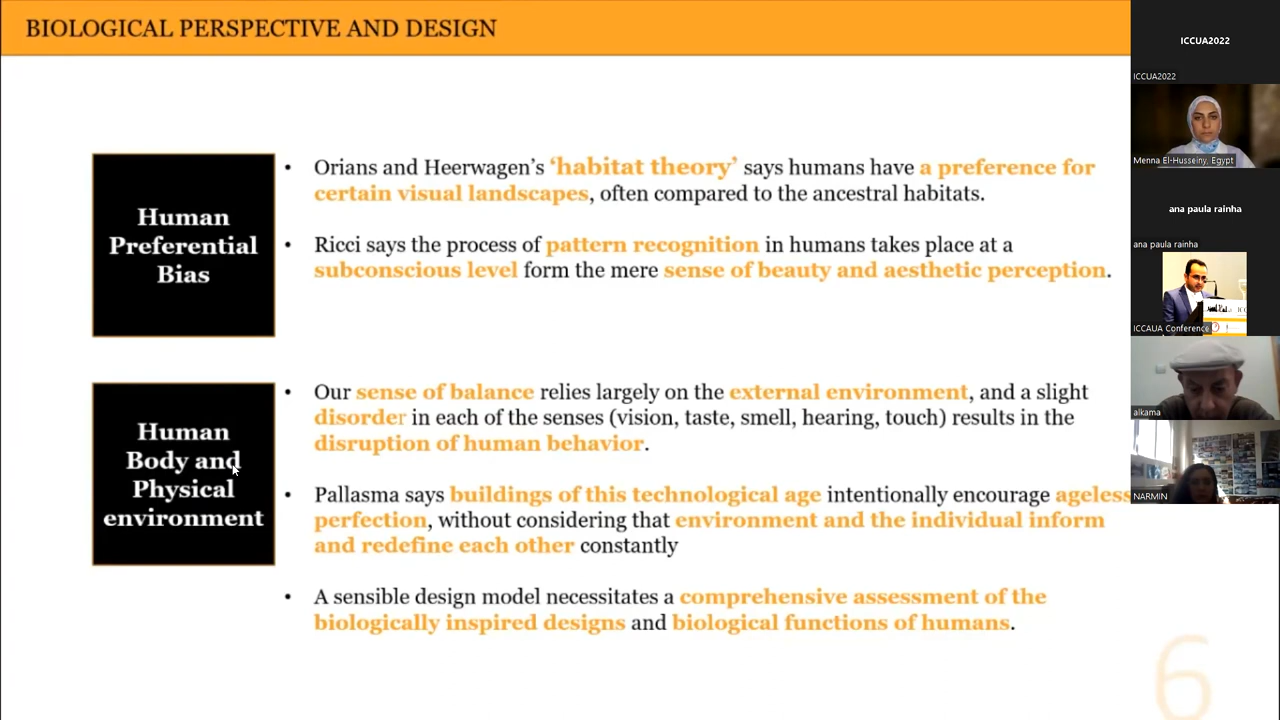 BIOLOGICAL PERSPECTIVE AND DESIGN
Human
Preferential
Bias
• Orians and Heerwagen's ‘habitat theory’ says humans have a preference for
certain visual landscapes, often compared to the ancestral habitats.
• Ricci says the process of pattern recognition in humans takes place at a
subconscious level form the mere sense of beauty and aesthetic perception.
Human
Body and
Physical
environment
• Our sense of balance relies largely on the external environment, and a slight
disorder in each of the senses (vision, taste, smell, hearing, touch) results in the
disruption of human behavior.
• Pallasma says buildings of this technological age intentionally encourage ageless
perfection, without considering that environment and the individual inform
and redefine each other constantly
• A sensible design model necessitates a comprehensive assessment of the
biologically inspired designs and biological functions of humans.
6
ICCUA2022
ICCUA2022
Menna El-Husseiny, Egypt
ana paula rainha
ana paula rainha
ICCAUA Conference
alkama
NARMIN